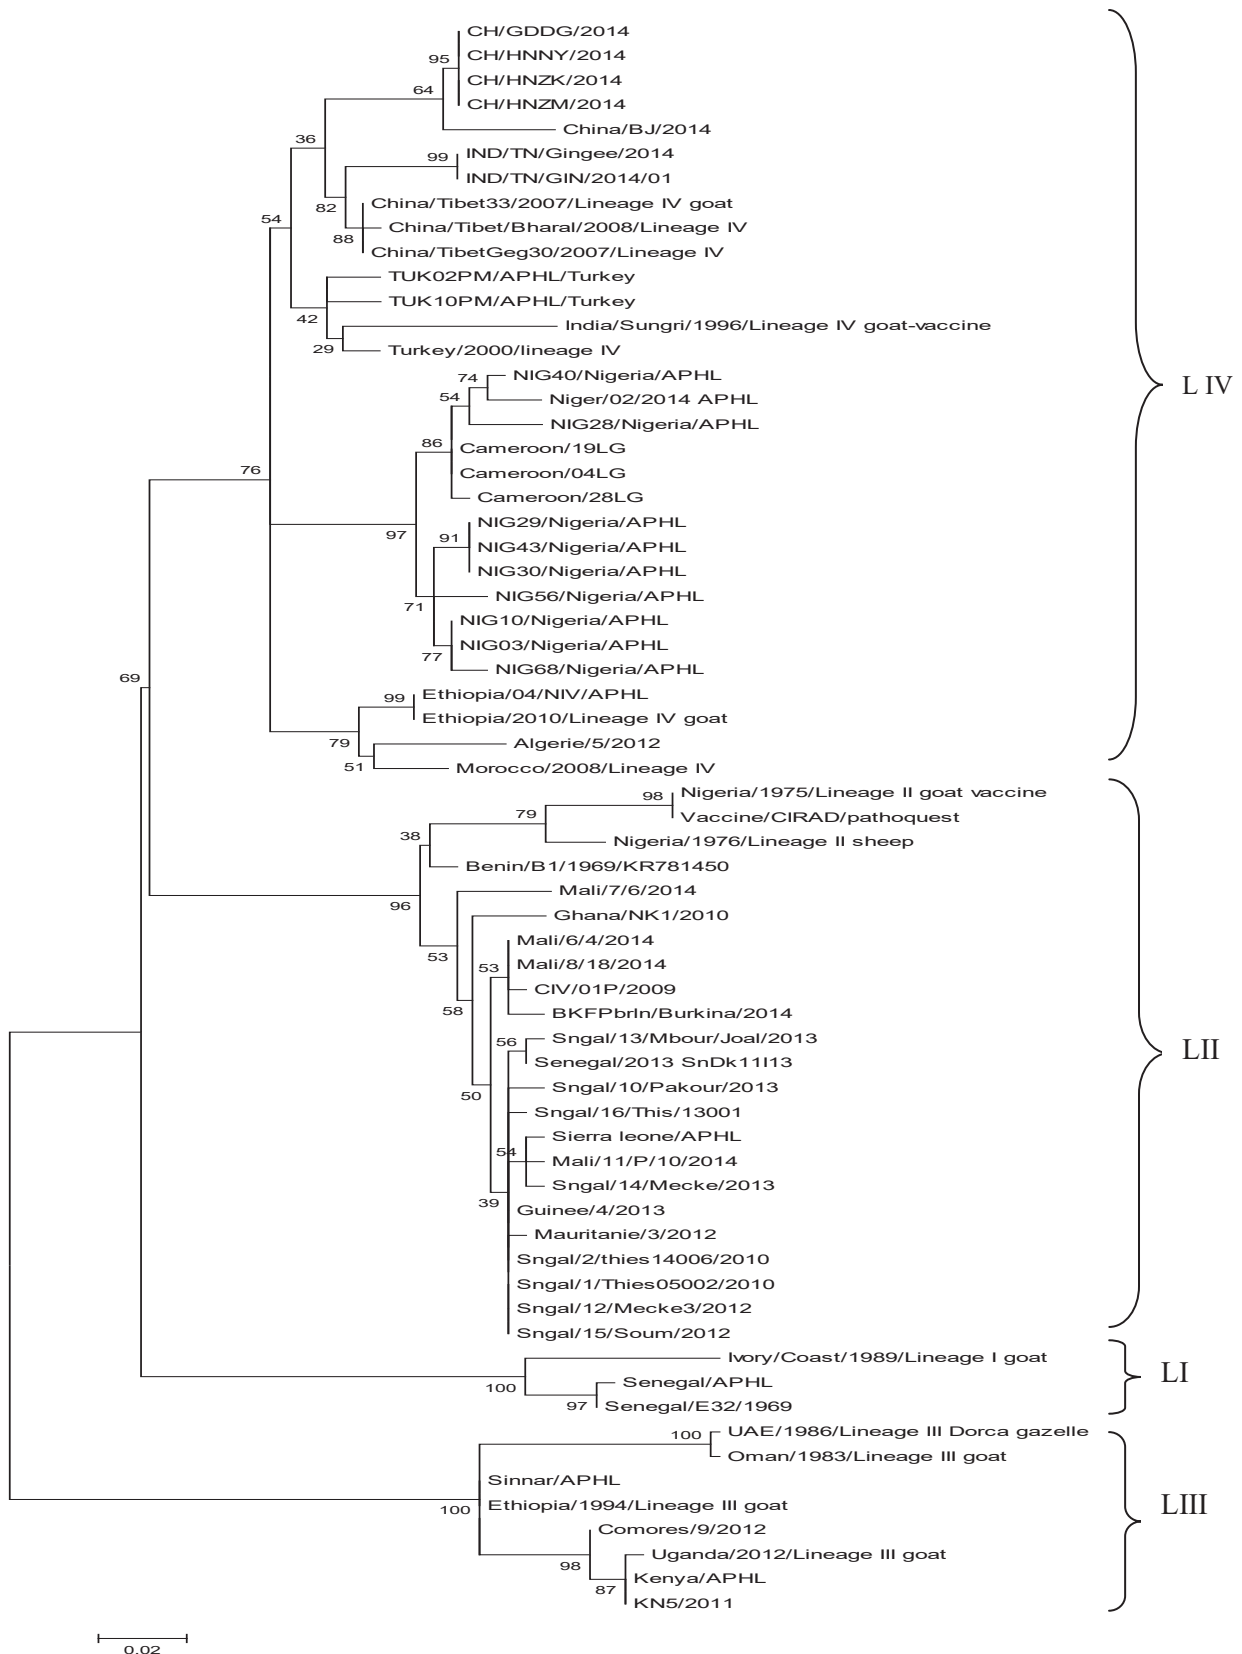 CH/GDDG/2014
CH/HNNY/2014
95
CH/HNZK/2014
64
CH/HNZM/2014
China/BJ/2014
36
IND/TN/Gingee/2014
99
IND/TN/GIN/2014/01
China/Tibet33/2007/Lineage IV goat
82
54
China/Tibet/Bharal/2008/Lineage IV
88
China/TibetGeg30/2007/Lineage IV
TUK02PM/APHL/Turkey
TUK10PM/APHL/Turkey
42
India/Sungri/1996/Lineage IV goat-vaccine
29
Turkey/2000/lineage IV
NIG40/Nigeria/APHL
74
L IV
Niger/02/2014 APHL
54
NIG28/Nigeria/APHL
86
Cameroon/19LG
76
Cameroon/04LG
Cameroon/28LG
NIG29/Nigeria/APHL
97
91
NIG43/Nigeria/APHL
NIG30/Nigeria/APHL
NIG56/Nigeria/APHL
71
NIG10/Nigeria/APHL
NIG03/Nigeria/APHL
77
NIG68/Nigeria/APHL
69
Ethiopia/04/NIV/APHL
99
Ethiopia/2010/Lineage IV goat
79
Algerie/5/2012
51
Morocco/2008/Lineage IV
Nigeria/1975/Lineage II goat vaccine
98
79
Vaccine/CIRAD/pathoquest
38
Nigeria/1976/Lineage II sheep
Benin/B1/1969/KR781450
96
Mali/7/6/2014
Ghana/NK1/2010
53
Mali/6/4/2014
53
Mali/8/18/2014
CIV/01P/2009
58
BKFPbrIn/Burkina/2014
56
Sngal/13/Mbour/Joal/2013
LII
Senegal/2013 SnDk11I13
50
Sngal/10/Pakour/2013
Sngal/16/This/13001
Sierra leone/APHL
54
Mali/11/P/10/2014
Sngal/14/Mecke/2013
39
Guinee/4/2013
Mauritanie/3/2012
Sngal/2/thies14006/2010
Sngal/1/Thies05002/2010
Sngal/12/Mecke3/2012
Sngal/15/Soum/2012
Ivory/Coast/1989/Lineage I goat
LI
100
Senegal/APHL
97
Senegal/E32/1969
UAE/1986/Lineage III Dorca gazelle
100
Oman/1983/Lineage III goat
Sinnar/APHL
LIII
100
Ethiopia/1994/Lineage III goat
Comores/9/2012
98
Uganda/2012/Lineage III goat
87
Kenya/APHL
KN5/2011
0.02